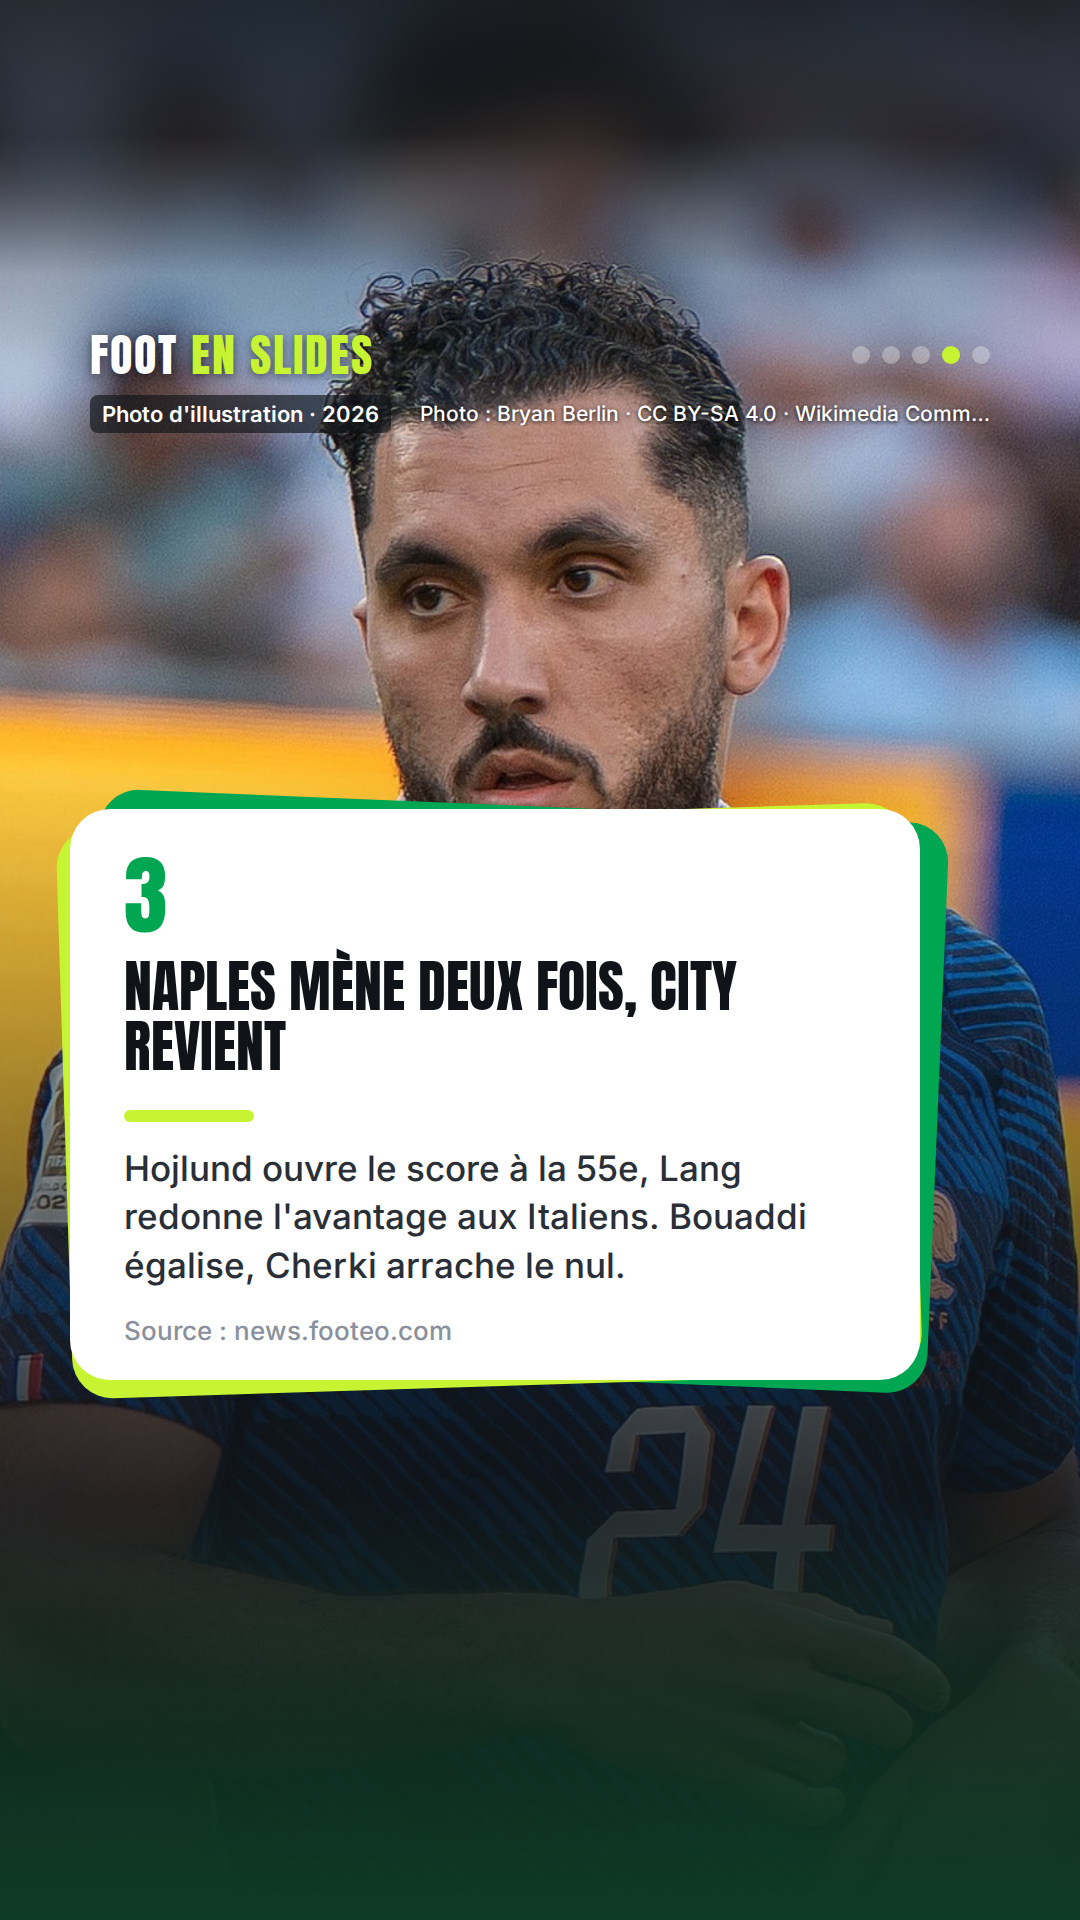 FOOT EN SLIDES
Photo d'illustration · 2026
Photo : Bryan Berlin · CC BY-SA 4.0 · Wikimedia Comm...
3
NAPLES MÈNE DEUX FOIS, CITY
REVIENT
Hojlund ouvre le score à la 55e, Lang
redonne l'avantage aux Italiens. Bouaddi
égalise, Cherki arrache le nul.
Source : news.footeo.com
24